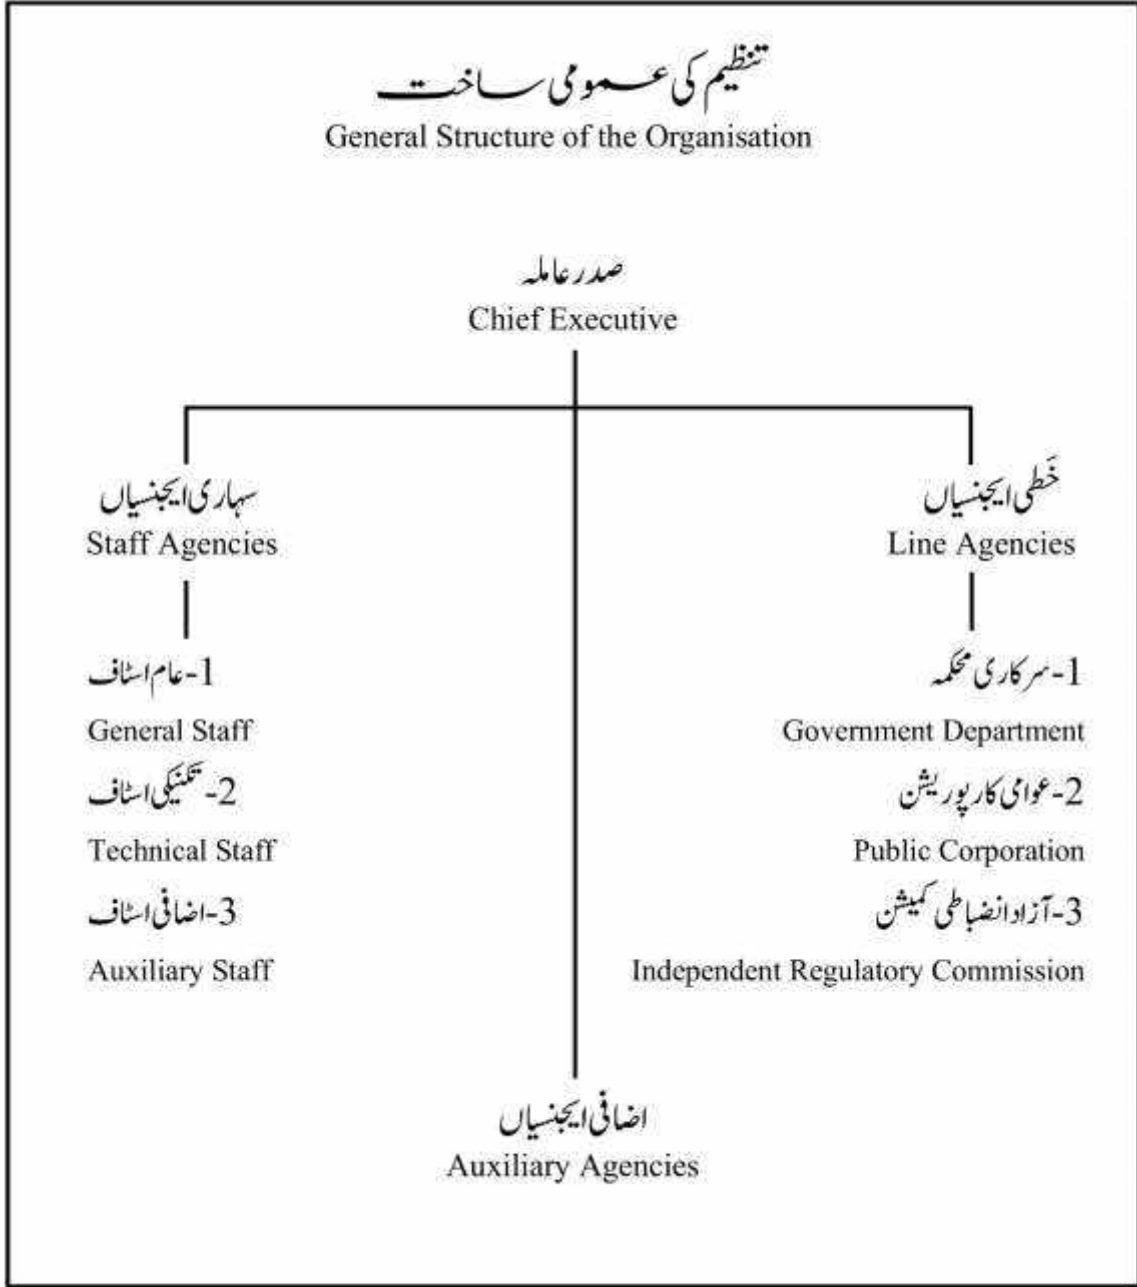 تنظیم کی عمومی ساخت
General Structure of the Organisation
صدر عاملہ
Chief Executive
خَطی ایجنسیاں
Line Agencies
1-سرکاری محکمہ
Government Department
2-عوامی کارپوریشن
Public Corporation
3-آزاد انضباطی کمیشن
Independent Regulatory Commission
سہاری ایجنسیاں
Staff Agencies
1-عام اسٹاف
General Staff
2-تکنیکی اسٹاف
Technical Staff
3-اضافی اسٹاف
Auxiliary Staff
اضافی ایجنسیاں
Auxiliary Agencies